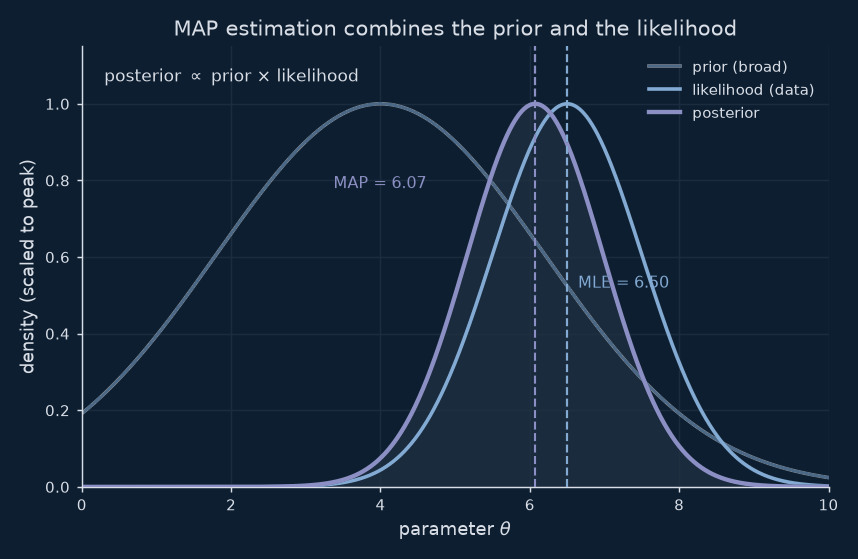 MAP estimation combines the prior and the likelihood
posterior ∝ prior × likelihood
prior (broad)
likelihood (data)
posterior
MAP = 6.07
MLE = 6.50
density (scaled to peak)
1.0
0.8
0.6
0.4
0.2
0.0
0 2 4 6 8 10
parameter θ